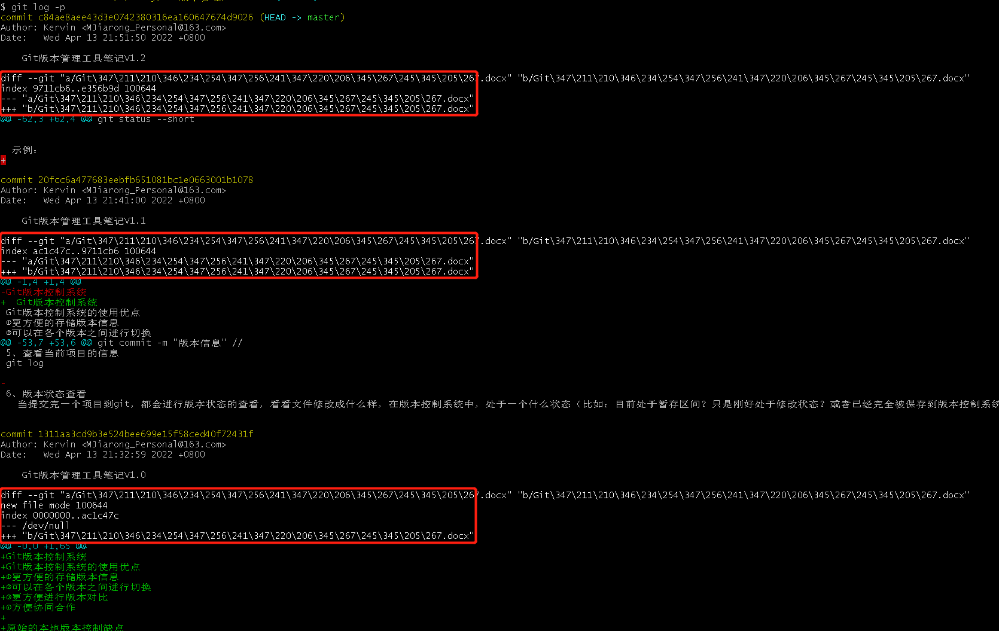 $ git log -p
commit c84ae8aee43d3e0742380316ea160647674d9026 (HEAD -> master)
Author: Kervin <MJiarong_Personal@163.com>
Date:   Wed Apr 13 21:51:50 2022 +0800
Git版本管理工具笔记V1.2
diff --git "a/Git\347\211\210\346\234\254\347\256\241\347\220\206\345\267\245\345\205\267.docx" "b/Git\347\211\210\346\234\254\347\256\241\347\220\206\345\267\245\345\205\267.docx"
index 9711cb6..e356b9d 100644
--- "a/Git\347\211\210\346\234\254\347\256\241\347\220\206\345\267\245\345\205\267.docx"
+++ "b/Git\347\211\210\346\234\254\347\256\241\347\220\206\345\267\245\345\205\267.docx"
@@ -62,3 +62,4 @@ git status --short
示例：
+
commit 20fcc6a477683eebfb651081bc1e0663001b1078
Author: Kervin <MJiarong_Personal@163.com>
Date:   Wed Apr 13 21:41:00 2022 +0800
Git版本管理工具笔记V1.1
diff --git "a/Git\347\211\210\346\234\254\347\256\241\347\220\206\345\267\245\345\205\267.docx" "b/Git\347\211\210\346\234\254\347\256\241\347\220\206\345\267\245\345\205\267.docx"
index ac1c47c..9711cb6 100644
--- "a/Git\347\211\210\346\234\254\347\256\241\347\220\206\345\267\245\345\205\267.docx"
+++ "b/Git\347\211\210\346\234\254\347\256\241\347\220\206\345\267\245\345\205\267.docx"
@@ -1,4 +1,4 @@
-Git版本控制系统
+  Git版本控制系统
Git版本控制系统的使用优点
①更方便的存储版本信息
②可以在各个版本之间进行切换
@@ -53,7 +53,6 @@ git commit -m "版本信息" //
5、查看当前项目的信息
git log
-
6、版本状态查看
当提交完一个项目到git，都会进行版本状态的查看，看看文件修改成什么样，在版本控制系统中，处于一个什么状态（比如：目前处于暂存区间？只是刚好处于修改状态？或者已经完全被保存到版本控制系统
commit 1311aa3cd9b3e524bee699e15f58ced40f72431f
Author: Kervin <MJiarong_Personal@163.com>
Date:   Wed Apr 13 21:32:59 2022 +0800
Git版本管理工具笔记V1.0
diff --git "a/Git\347\211\210\346\234\254\347\256\241\347\220\206\345\267\245\345\205\267.docx" "b/Git\347\211\210\346\234\254\347\256\241\347\220\206\345\267\245\345\205\267.docx"
new file mode 100644
index 0000000..ac1c47c
--- /dev/null
+++ "b/Git\347\211\210\346\234\254\347\256\241\347\220\206\345\267\245\345\205\267.docx"
@@ -0,0 +1,65 @@
+Git版本控制系统
+Git版本控制系统的使用优点
+①更方便的存储版本信息
+②可以在各个版本之间进行切换
+③更方便进行版本对比
+④方便协同合作
+
+原始的本地版本控制缺点